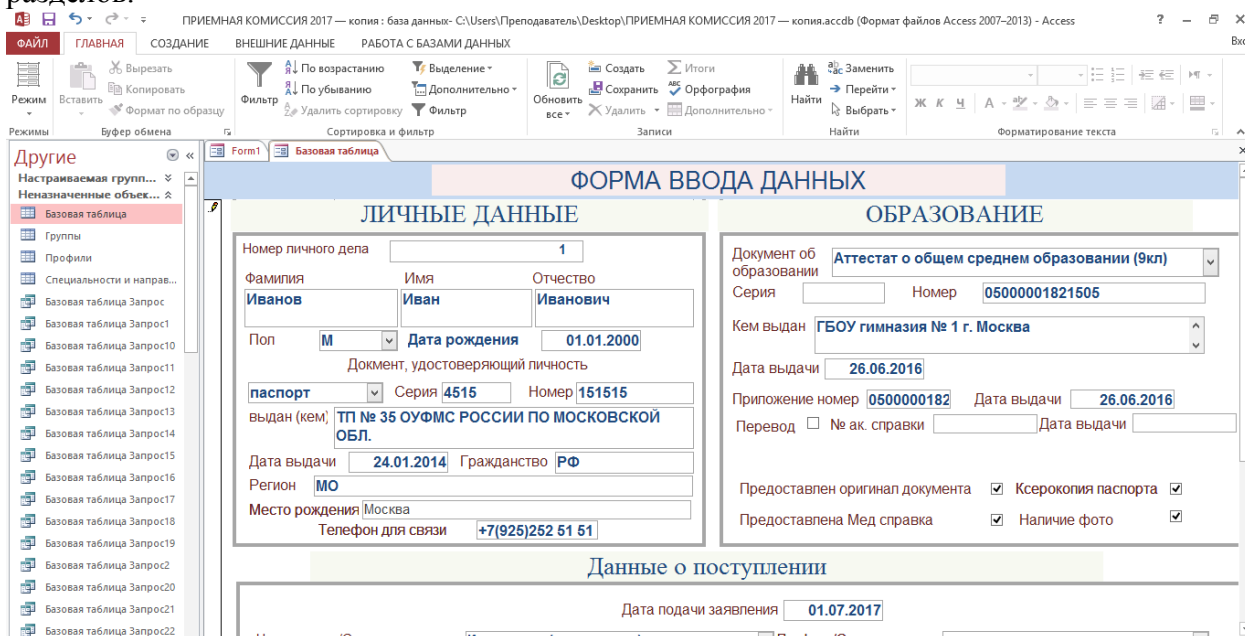 разделов.
ПРИЕМНАЯ КОМИССИЯ 2017 — копия : база данных- C:\Users\Преподаватель\Desktop\ПРИЕМНАЯ КОМИССИЯ 2017 — копия.accdb (Формат файлов Access 2007–2013) - Access
ФАЙЛ ГЛАВНАЯ СОЗДАНИЕ ВНЕШНИЕ ДАННЫЕ РАБОТА С БАЗАМИ ДАННЫХ Вхо
Вырезать По возрастанию Выделение Создать Итоги Заменить
Копировать По убыванию Дополнительно Сохранить Орфография Перейти
Режим Вставить Формат по образцу Фильтр Удалить сортировку Фильтр Обновить все Удалить Дополнительно Найти Выбрать Ж К Ч А
Режимы Буфер обмена Сортировка и фильтр Записи Найти Форматирование текста
Другие
Настраиваемая групп...
Неназначенные объек...
Базовая таблица
Группы
Профили
Специальности и направ...
Базовая таблица Запрос
Базовая таблица Запрос1
Базовая таблица Запрос10
Базовая таблица Запрос11
Базовая таблица Запрос12
Базовая таблица Запрос13
Базовая таблица Запрос14
Базовая таблица Запрос15
Базовая таблица Запрос16
Базовая таблица Запрос17
Базовая таблица Запрос18
Базовая таблица Запрос19
Базовая таблица Запрос2
Базовая таблица Запрос20
Базовая таблица Запрос21
Базовая таблица Запрос22
Form1 Базовая таблица
ФОРМА ВВОДА ДАННЫХ
ЛИЧНЫЕ ДАННЫЕ
Номер личного дела 1
Фамилия Имя Отчество
Иванов Иван Иванович
Пол М Дата рождения 01.01.2000
Докмент, удостоверяющий личность
паспорт Серия 4515 Номер 151515
выдан (кем) ТП № 35 ОУФМС РОССИИ ПО МОСКОВСКОЙ
ОБЛ.
Дата выдачи 24.01.2014 Гражданство РФ
Регион МО
Место рождения Москва
Телефон для связи +7(925)252 51 51
ОБРАЗОВАНИЕ
Документ об
образовании Аттестат о общем среднем образовании (9кл)
Серия Номер 05000001821505
Кем выдан ГБОУ гимназия № 1 г. Москва
Дата выдачи 26.06.2016
Приложение номер 0500000182 Дата выдачи 26.06.2016
Перевод № ак. справки Дата выдачи
Предоставлен оригинал документа Ксерокопия паспорта
Предоставлена Мед справка Наличие фото
Данные о поступлении
Дата подачи заявления 01.07.2017